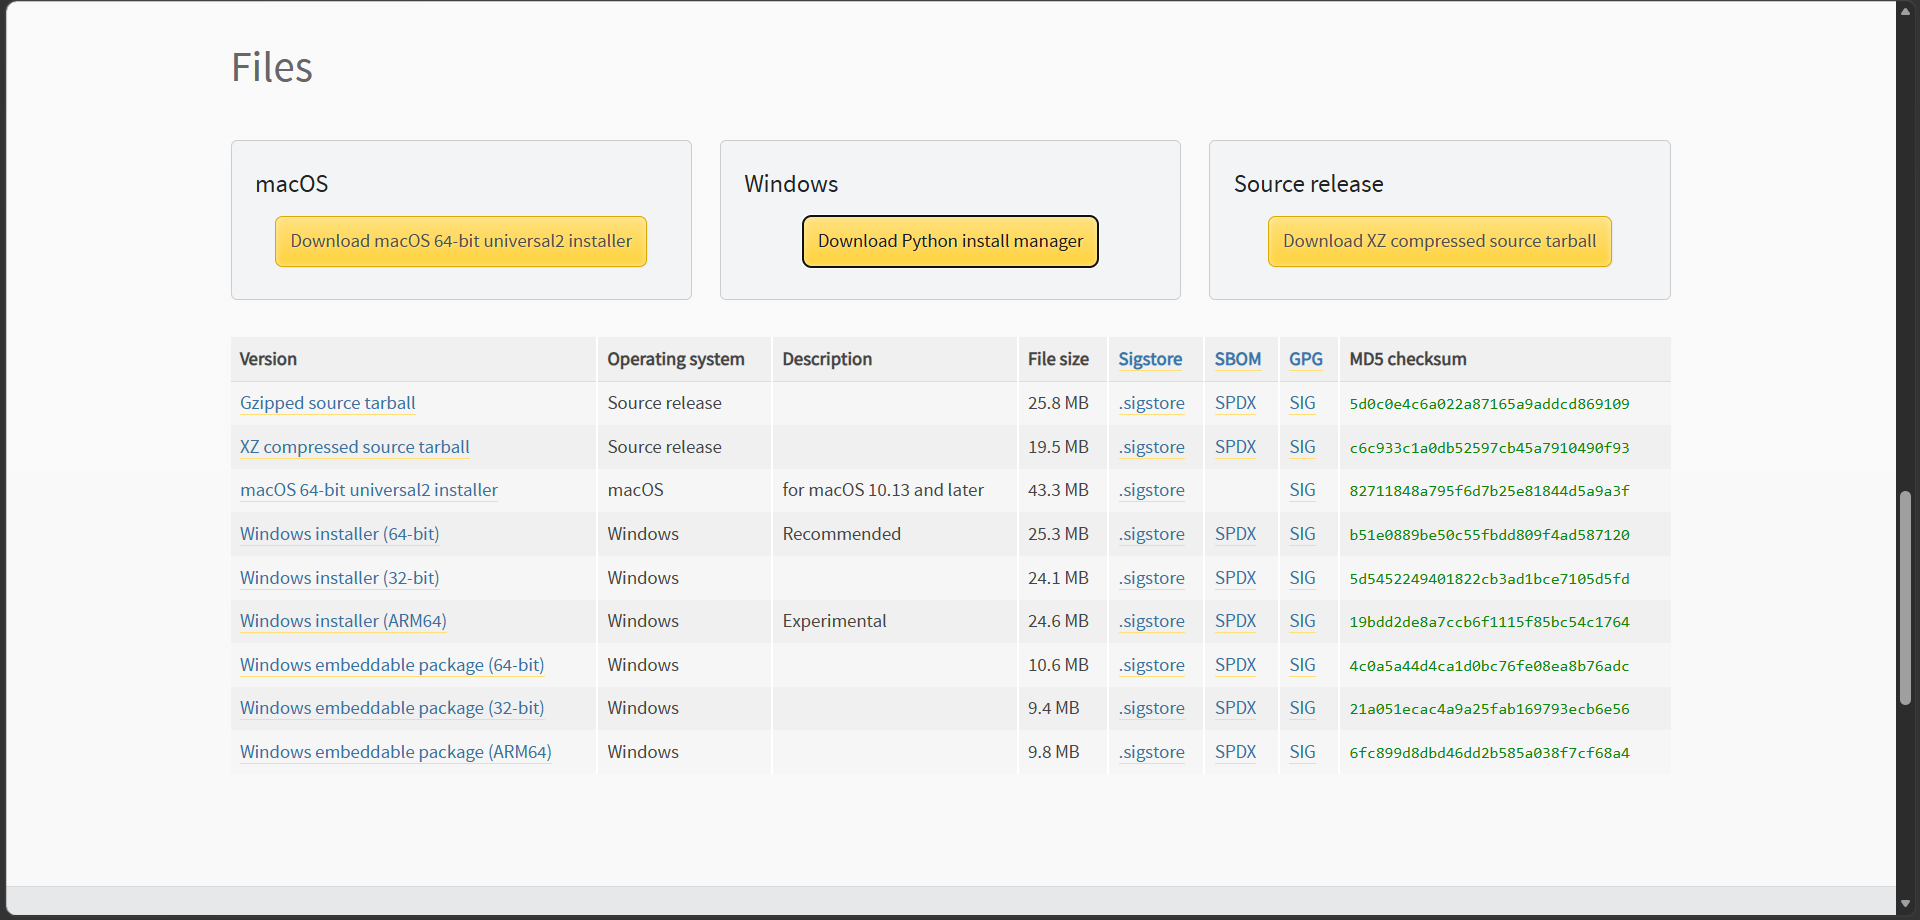 Files
macOS
Download macOS 64-bit universal2 installer
Windows
Download Python install manager
Source release
Download XZ compressed source tarball
Version Operating system Description File size Sigstore SBOM GPG MD5 checksum
Gzipped source tarball Source release 25.8 MB .sigstore SPDX SIG 5d0c0e4c6a022a87165a9addcd869109
XZ compressed source tarball Source release 19.5 MB .sigstore SPDX SIG c6c933c1a0db52597cb45a7910490f93
macOS 64-bit universal2 installer macOS for macOS 10.13 and later 43.3 MB .sigstore SIG 82711848a795f6d7b25e81844d5a9a3f
Windows installer (64-bit) Windows Recommended 25.3 MB .sigstore SPDX SIG b51e0889be50c55fbdd809f4ad587120
Windows installer (32-bit) Windows 24.1 MB .sigstore SPDX SIG 5d5452249401822cb3ad1bce7105d5fd
Windows installer (ARM64) Windows Experimental 24.6 MB .sigstore SPDX SIG 19bdd2de8a7ccb6f1115f85bc54c1764
Windows embeddable package (64-bit) Windows 10.6 MB .sigstore SPDX SIG 4c0a5a44d4ca1d0bc76fe08ea8b76adc
Windows embeddable package (32-bit) Windows 9.4 MB .sigstore SPDX SIG 21a051ecac4a9a25fab169793ecb6e56
Windows embeddable package (ARM64) Windows 9.8 MB .sigstore SPDX SIG 6fc899d8dbd46dd2b585a038f7cf68a4